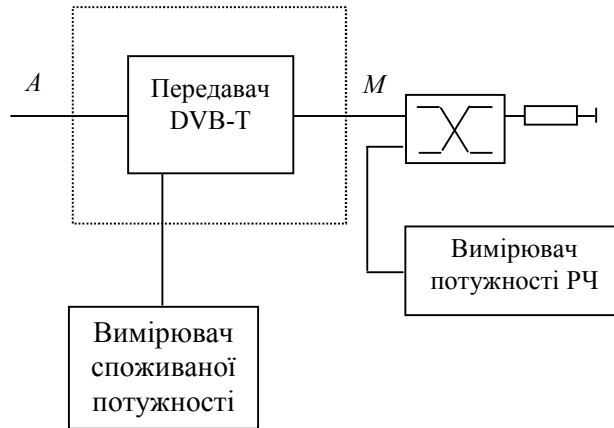 A
Передавач
DVB-T
M
Вимірювач
потужності РЧ
Вимірювач
споживаної
потужності